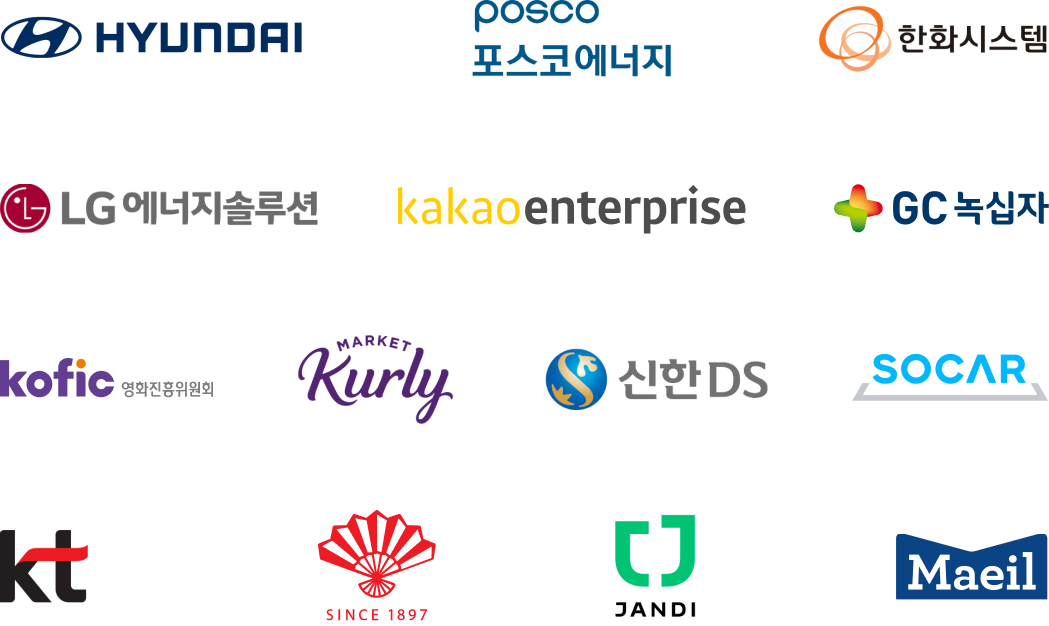 HYUNDAI
posco
포스코에너지
한화시스템
LG 에너지솔루션
kakaoenterprise
GC 녹십자
kofic 영화진흥위원회
MARKET
Kurly
신한 DS
SOCAR
kt
SINCE 1897
JANDI
Maeil